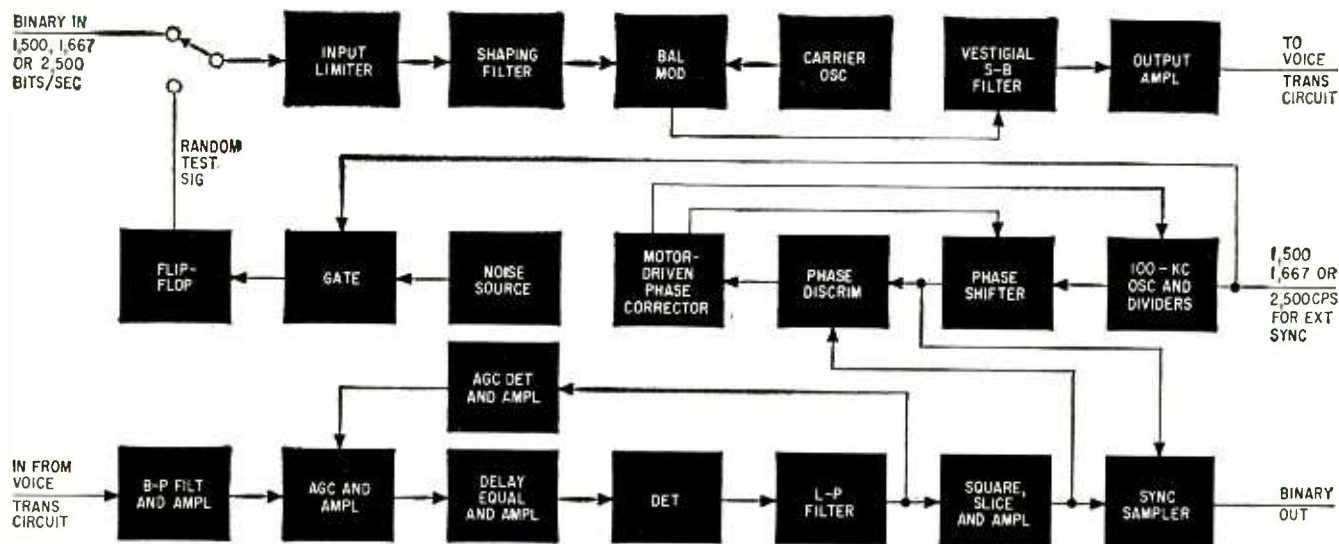 BINARY IN
1,500, 1,667
OR 2,500
BITS/SEC
INPUT
LIMITER
SHAPING
FILTER
BAL
MOD
CARRIER
OSC
VESTIGIAL
S-B
FILTER
OUTPUT
AMPL
TO
VOICE
TRANS
CIRCUIT
RANDOM
TEST
SIG
FLIP-
FLOP
GATE
NOISE
SOURCE
MOTOR-
DRIVEN
PHASE
CORRECTOR
PHASE
DISCRIM
PHASE
SHIFTER
100-KC
OSC AND
DIVIDERS
1,500
1,667 OR
2,500 CPS
FOR EXT
SYNC
AGC DET
AND AMPL
IN FROM
VOICE
TRANS
CIRCUIT
B-P FILT
AND AMPL
AGC AND
AMPL
DELAY
EQUAL
AND AMPL
DET
L-P
FILTER
SQUARE,
SLICE
AND AMPL
SYNC
SAMPLER
BINARY
OUT